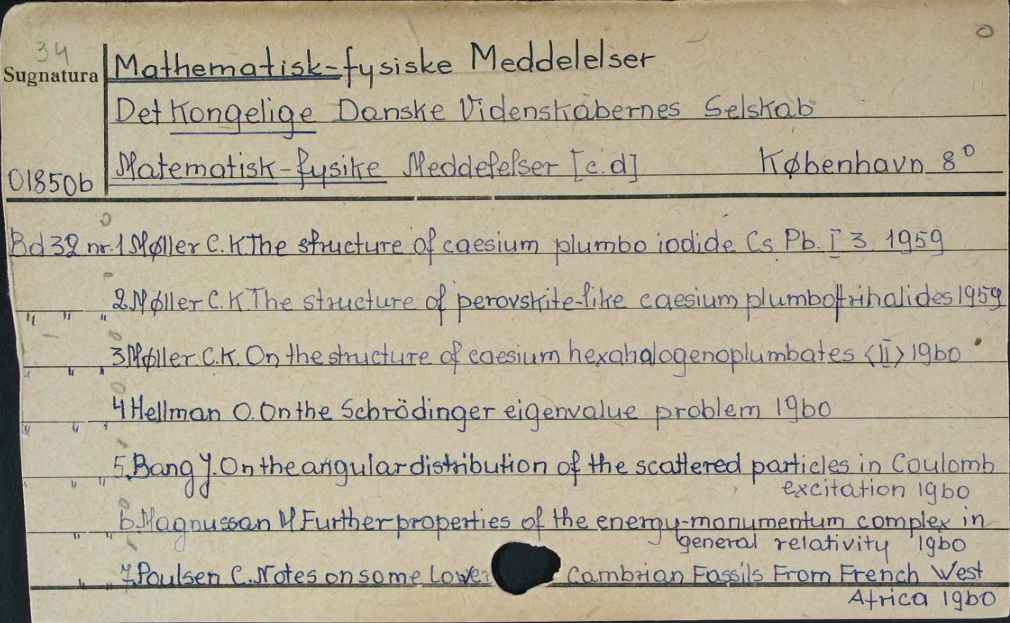 34
Sugnatura
Mathematisk-fysiske Meddelelser
Det Kongelige Danske Videnskabernes Selskab
01850b Matematisk-fysike Meddefelser [c.d] København 8°
Bd 32 nr. 1 Møller C. K The structure of caesium plumbo iodide Cs Pb. I 3 1959
" " " 2. Møller C. K The structure of perovskite-like caesium plumbo trihalides 1959
" " " 3 Møller C. K. On the structure of caesium hexahalogenoplumbates <II> 1960
" " " 4 Hellman O. On the Schrödinger eigenvalue problem 1960
" " " 5. Bang J. On the angular distribution of the scattered particles in Coulomb
excitation 1960
" " " 6. Magnussan M Further properties of the energy-monumentum complex in
general relativity 1960
" " " 7. Poulsen C. Notes on some Lowe Cambrian Fassils From French West
Africa 1960